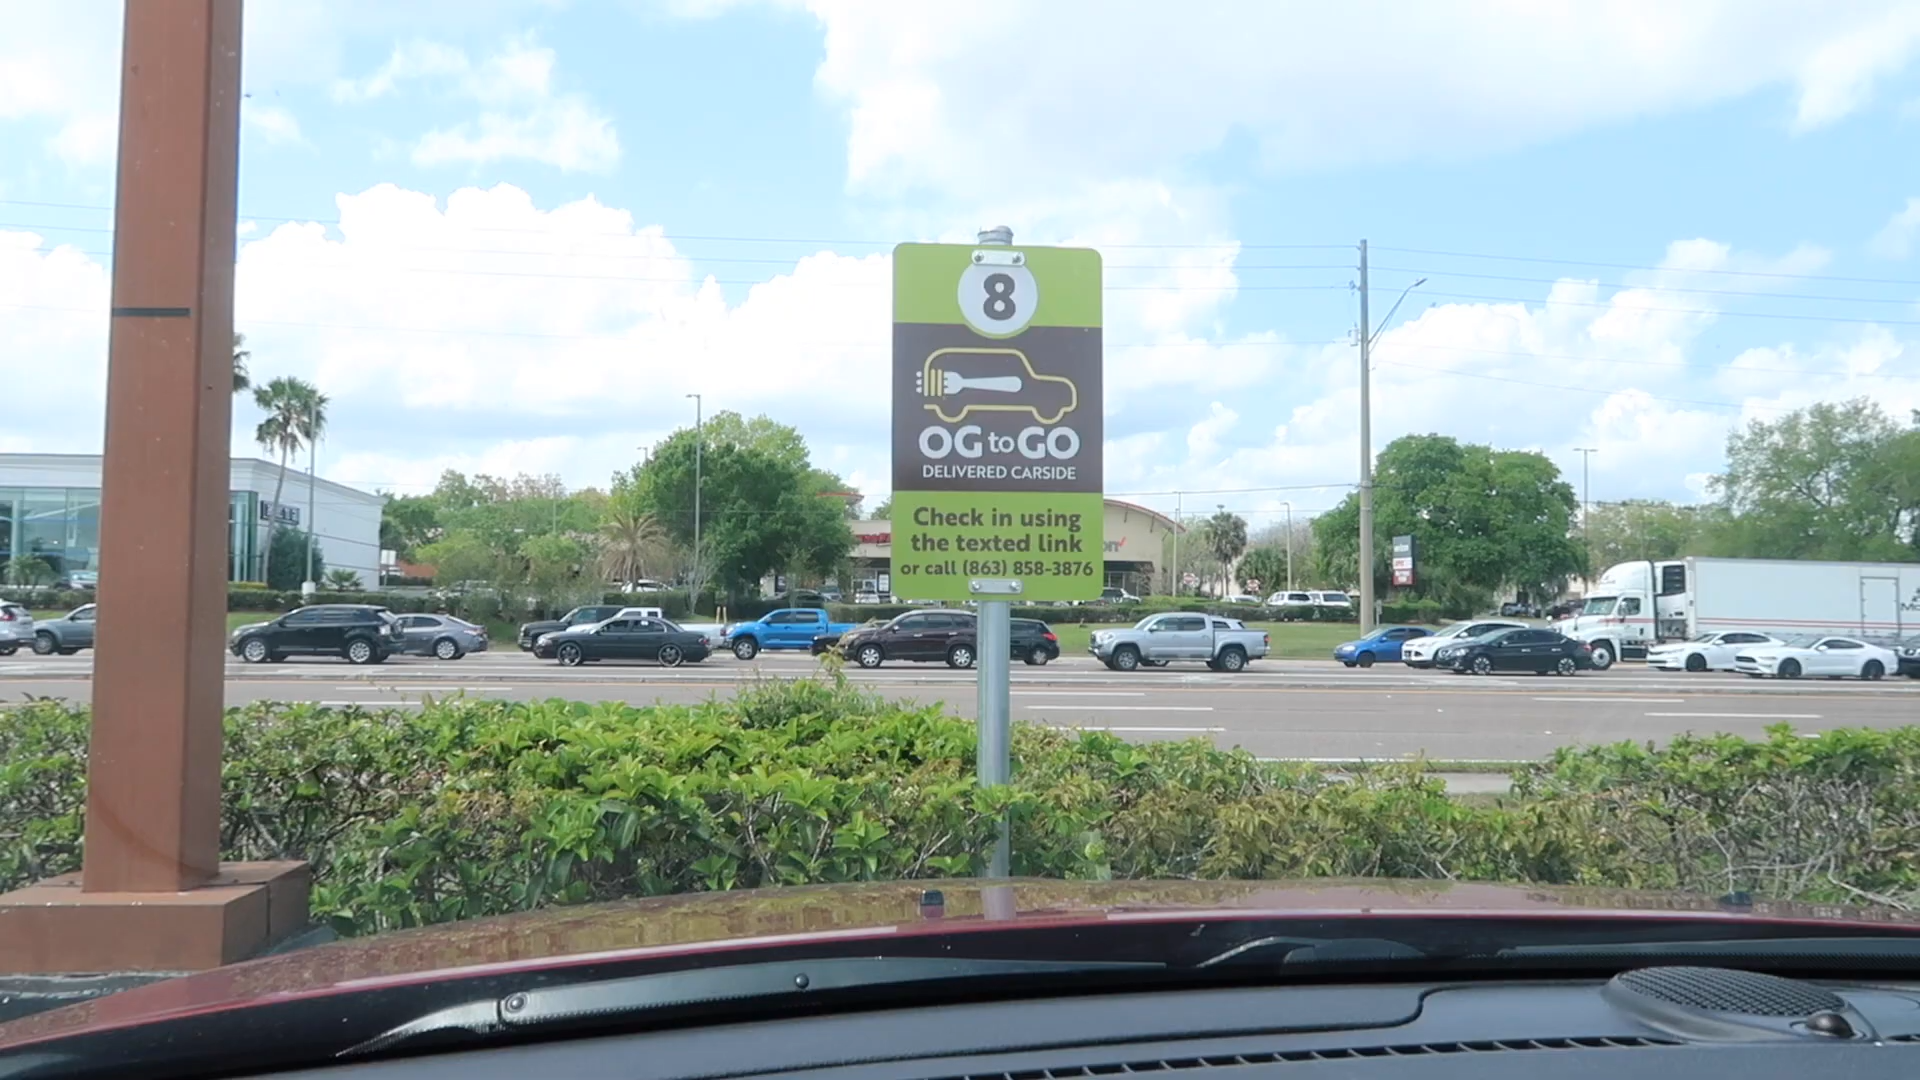 8
OG to GO
DELIVERED CARSIDE
Check in using
the texted link
or call (863) 858-3876